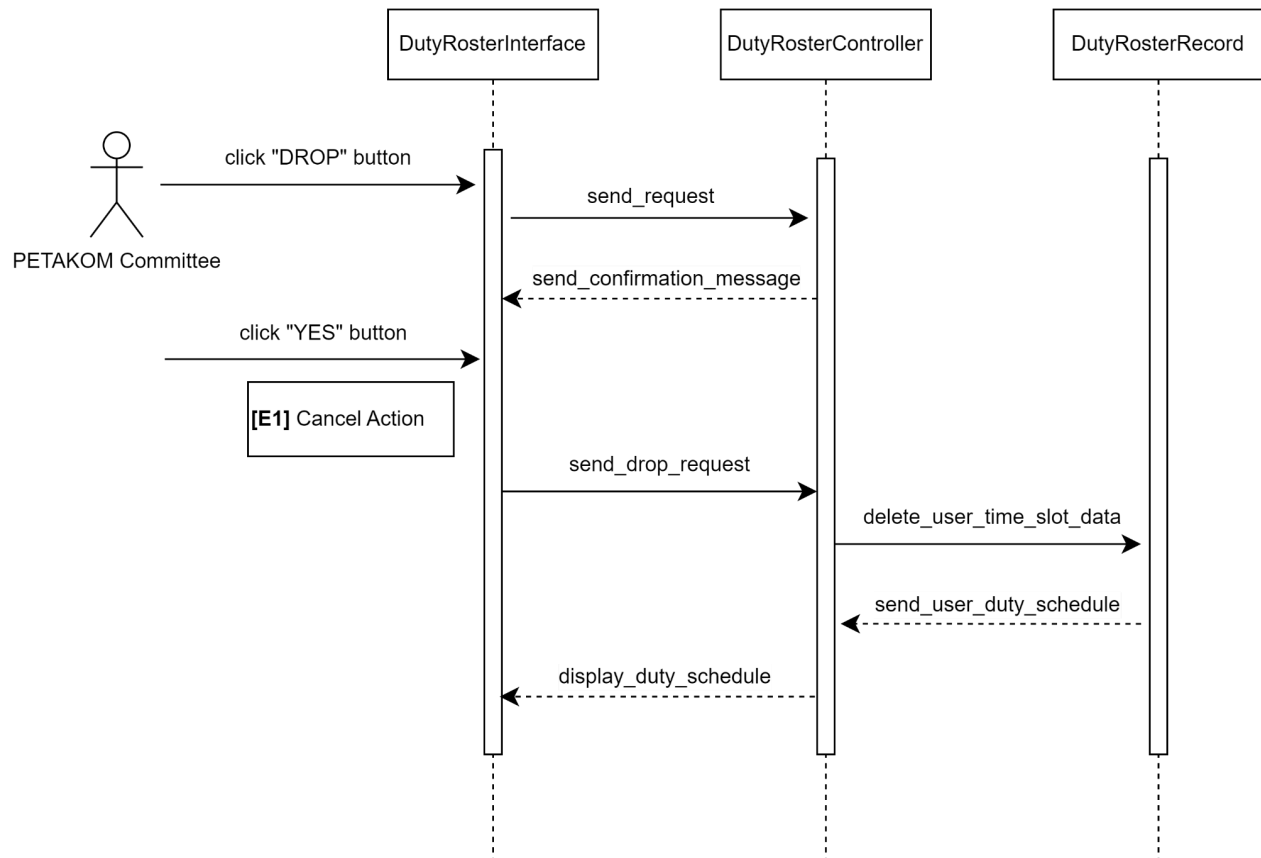 DutyRosterInterface
DutyRosterController
DutyRosterRecord
click "DROP" button
send_request
PETAKOM Committee
send_confirmation_message
click "YES" button
[E1] Cancel Action
send_drop_request
delete_user_time_slot_data
send_user_duty_schedule
display_duty_schedule